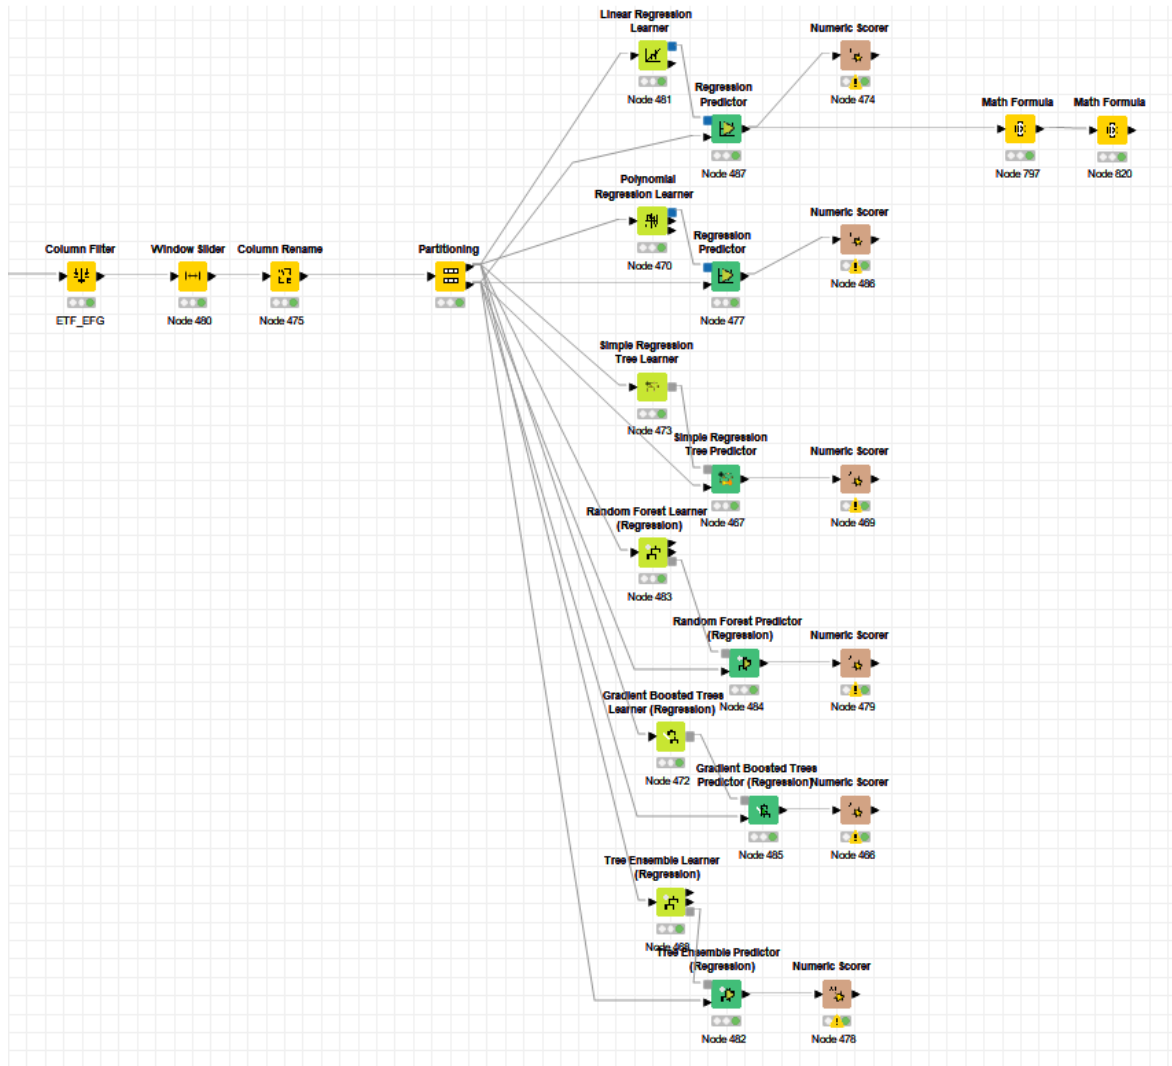 Linear Regression
Learner
Node 481
Numeric Scorer
Node 474
Regression
Predictor
Node 487
Math Formula
Node 797
Math Formula
Node 820
Polynomial
Regression Learner
Node 470
Numeric Scorer
Node 486
Regression
Predictor
Node 477
Column Filter
ETF_EFG
Window Slider
Node 480
Column Rename
Node 475
Partitioning
Simple Regression
Tree Learner
Node 473
Simple Regression
Tree Predictor
Node 467
Numeric Scorer
Node 469
Random Forest Learner
(Regression)
Node 483
Random Forest Predictor
(Regression)
Node 484
Numeric Scorer
Node 479
Gradient Boosted Trees
Learner (Regression)
Node 472
Gradient Boosted Trees
Predictor (Regression)
Node 485
Numeric Scorer
Node 466
Tree Ensemble Learner
(Regression)
Node 468
Tree Ensemble Predictor
(Regression)
Node 482
Numeric Scorer
Node 478